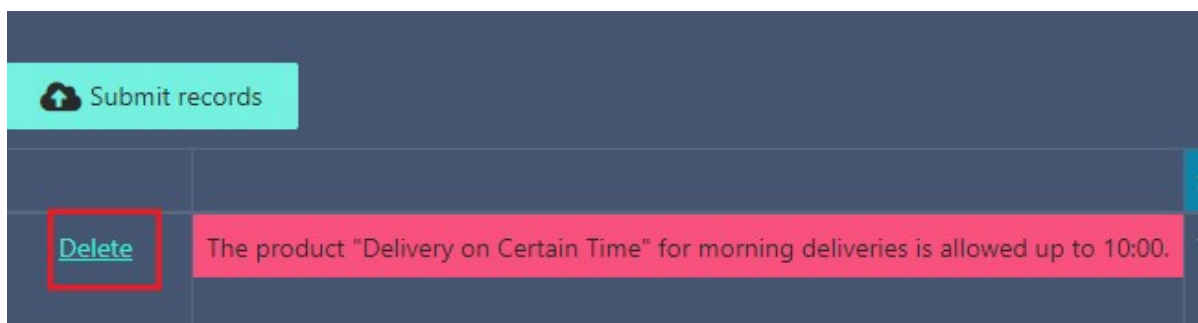 Submit records
Delete
The product "Delivery on Certain Time" for morning deliveries is allowed up to 10:00.